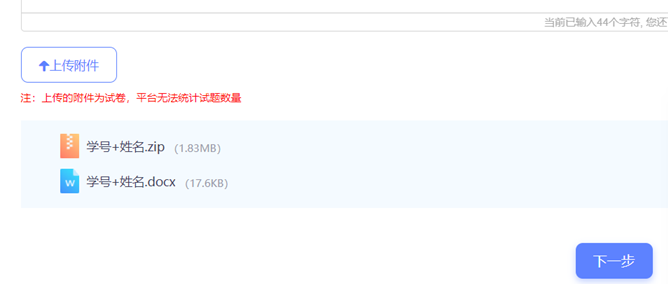 当前已输入44个字符, 您还
上传附件
注：上传的附件为试卷，平台无法统计试题数量
学号+姓名.zip （1.83MB）
W 学号+姓名.docx （17.6KB）
下一步